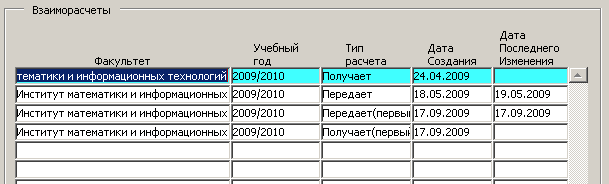 Взаиморасчеты
Факультет Учебный год Тип расчета Дата Создания Дата Последнего Изменения
тематики и информационных технологий 2009/2010 Получает 24.04.2009
Институт математики и информационных 2009/2010 Передает 18.05.2009 19.05.2009
Институт математики и информационных 2009/2010 Передает(первый 17.09.2009 17.09.2009
Институт математики и информационных 2009/2010 Получает(первый 17.09.2009